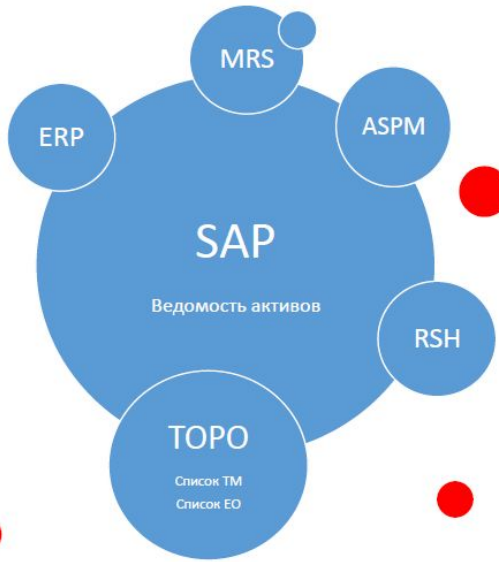 MRS
ERP
ASPM
SAP
Ведомость активов
RSH
TOPO
Список ТМ
Список ЕО